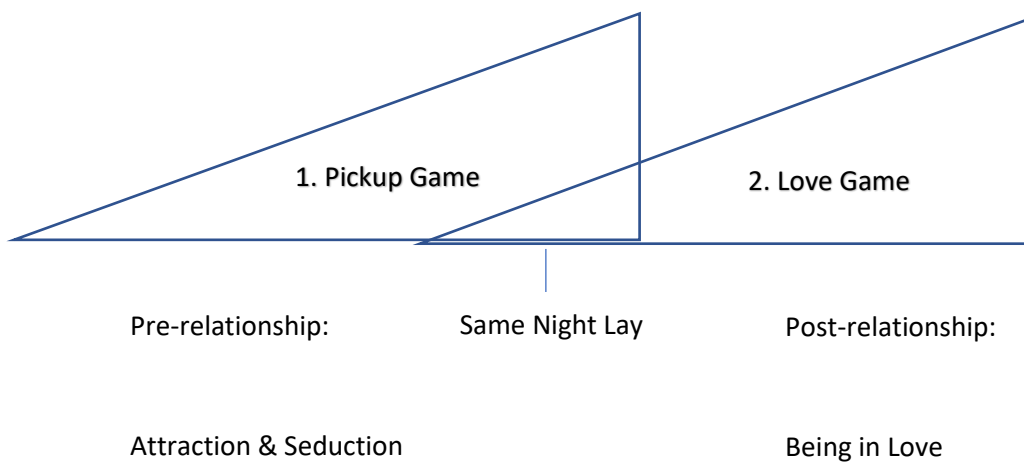 1. Pickup Game
2. Love Game
Pre-relationship:
Same Night Lay
Post-relationship:
Attraction & Seduction
Being in Love